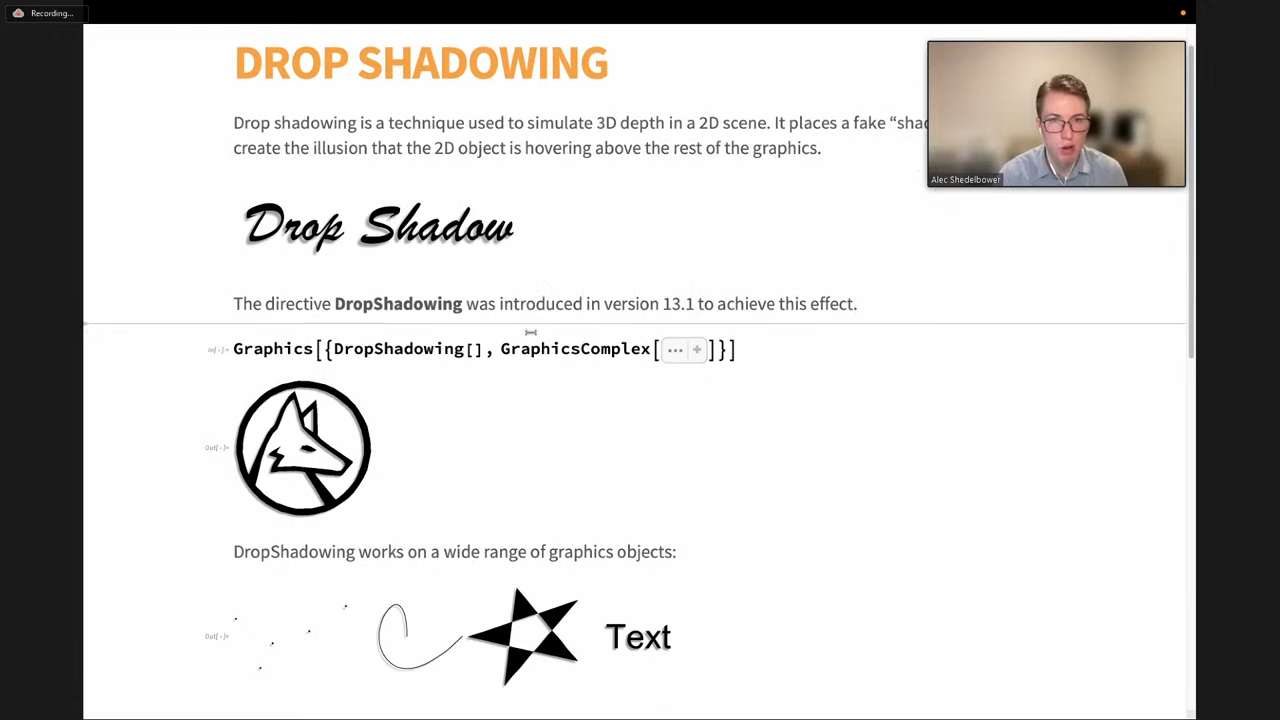 Recording...
DROP SHADOWING
Drop shadowing is a technique used to simulate 3D depth in a 2D scene. It places a fake “shad
create the illusion that the 2D object is hovering above the rest of the graphics.
Alec Shedelbower
Drop Shadow
The directive DropShadowing was introduced in version 13.1 to achieve this effect.
In[·]:= Graphics[{DropShadowing[], GraphicsComplex[ ··· + ]}]
Out[·]=
DropShadowing works on a wide range of graphics objects:
Out[·]= Text